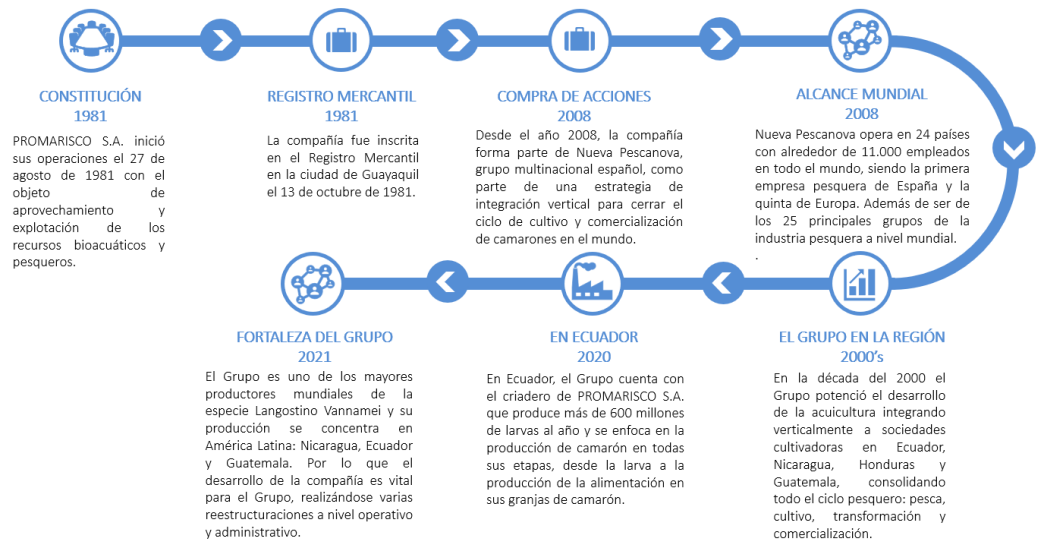 CONSTITUCIÓN
1981
PROMARISCO S.A. inició
sus operaciones el 27 de
agosto de 1981 con el
objeto de
aprovechamiento y
explotación de los
recursos bioacuáticos y
pesqueros.
REGISTRO MERCANTIL
1981
La compañía fue inscrita
en el Registro Mercantil
en la ciudad de Guayaquil
el 13 de octubre de 1981.
COMPRA DE ACCIONES
2008
Desde el año 2008, la compañía
forma parte de Nueva Pescanova,
grupo multinacional español, como
parte de una estrategia de
integración vertical para cerrar el
ciclo de cultivo y comercialización
de camarones en el mundo.
ALCANCE MUNDIAL
2008
Nueva Pescanova opera en 24 países
con alrededor de 11.000 empleados
en todo el mundo, siendo la primera
empresa pesquera de España y la
quinta de Europa. Además de ser de
los 25 principales grupos de la
industria pesquera a nivel mundial.
.
EL GRUPO EN LA REGIÓN
2000's
En la década del 2000 el
Grupo potenció el desarrollo
de la acuicultura integrando
verticalmente a sociedades
cultivadoras en Ecuador,
Nicaragua, Honduras y
Guatemala, consolidando
todo el ciclo pesquero: pesca,
cultivo, transformación y
comercialización.
EN ECUADOR
2020
En Ecuador, el Grupo cuenta con
el criadero de PROMARISCO S.A.
que produce más de 600 millones
de larvas al año y se enfoca en la
producción de camarón en todas
sus etapas, desde la larva a la
producción de la alimentación en
sus granjas de camarón.
FORTALEZA DEL GRUPO
2021
El Grupo es uno de los mayores
productores mundiales de la
especie Langostino Vannamei y su
producción se concentra en
América Latina: Nicaragua, Ecuador
y Guatemala. Por lo que el
desarrollo de la compañía es vital
para el Grupo, realizándose varias
reestructuraciones a nivel operativo
y administrativo.